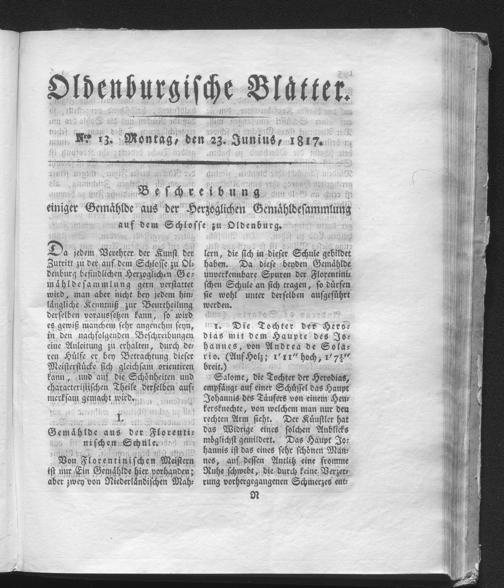 Oldenburgische Blätter.
Nro 13. Montag, den 23. Junius, 1817.
Beschreibung
einiger Gemählde aus der Herzoglichen Gemähldesammlung
auf dem Schlosse zu Oldenburg.
Da jedem Verehrer der Kunst der
Zutritt zu der auf dem Schlosse zu Ol-
denburg befindlichen Herzoglichen Ge-
mähldesammlung gern verstattet
wird, man aber nicht bey jedem hin-
längliche Kenntniß zur Beurtheilung
derselben voraussetzen kann, so wird
es gewiß manchem sehr angenehm seyn,
in den nachfolgenden Beschreibungen
eine Anleitung zu erhalten, durch de-
ren Hülfe er bey Betrachtung dieser
Meisterstücke sich gleichsam orientiren
kann, und auf die Schönheiten und
characteristischen Theile derselben auf-
merksam gemacht wird.
I.
Gemählde aus der Florenti-
nischen Schule.
Von Florentinischen Meistern
ist nur Ein Gemählde hier vorhanden;
aber zwey von Niederländischen Mah-
lern, die sich in dieser Schule gebildet
haben. Da diese beyden Gemählde
unverkennbare Spuren der Florentini-
schen Schule an sich tragen, so dürfen
sie wohl unter derselben aufgeführt
werden.
1. Die Tochter der Hero-
dias mit dem Haupte des Jo-
hannes, von Andrea de Sola-
rio. (Auf Holz; 1' 11" hoch, 1' 7½"
breit.)
Salome, die Tochter der Herodias,
empfängt auf einer Schüssel das Haupt
Johannis des Täufers von einem Hen-
kersknechte, von welchem man nur den
rechten Arm sieht. Der Künstler hat
das Widrige eines solchen Anblicks
möglichst gemildert. Das Haupt Jo-
hannis ist das eines sehr schönen Man-
nes, auf dessen Antlitz eine fromme
Ruhe schwebt, die durch keine Verzer-
rung vorhergegangenen Schmerzes ent-
N